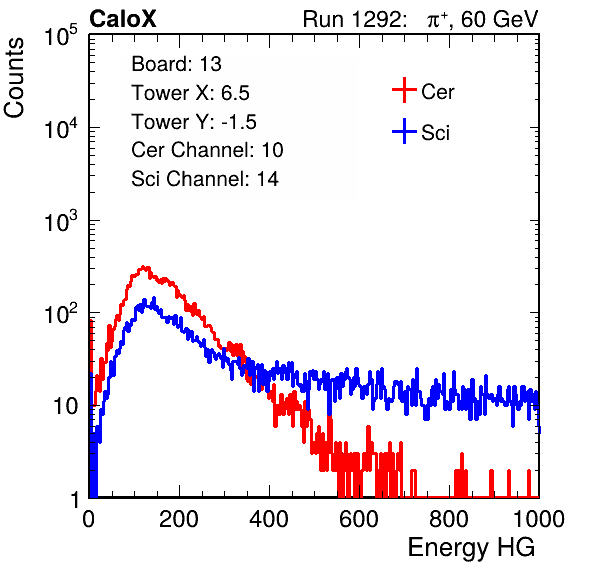 CaloX Run 1292: π⁺, 60 GeV
Counts
Board: 13
Tower X: 6.5
Tower Y: -1.5
Cer Channel: 10
Sci Channel: 14
Cer
Sci
10⁵
10⁴
10³
10²
10
1
0 200 400 600 800 1000
Energy HG